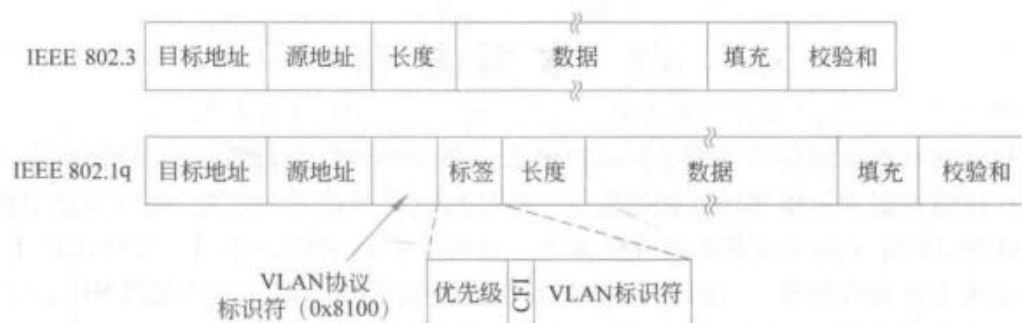 IEEE 802.3 目标地址 源地址 长度 数据 填充 校验和
IEEE 802.1q 目标地址 源地址 标签 长度 数据 填充 校验和
VLAN协议
标识符（0x8100）
优先级 CFI VLAN标识符